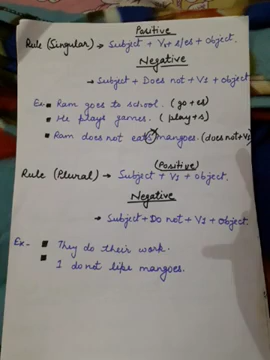 Positive
Rule (Singular) → Subject + V1 + s/es + Object.
Negative
→ Subject + Does not + V1 + object
Ex- ▪ Ram goes to school. (go+es)
▪ He plays games. (play+s)
▪ Ram does not eats mangoes. (does not+V1)
(Positive)
Rule (Plural) → Subject + V1 + object.
Negative
→ Subject + Do not + V1 + Object.
Ex- ▪ They do their work.
▪ I do not like mangoes.